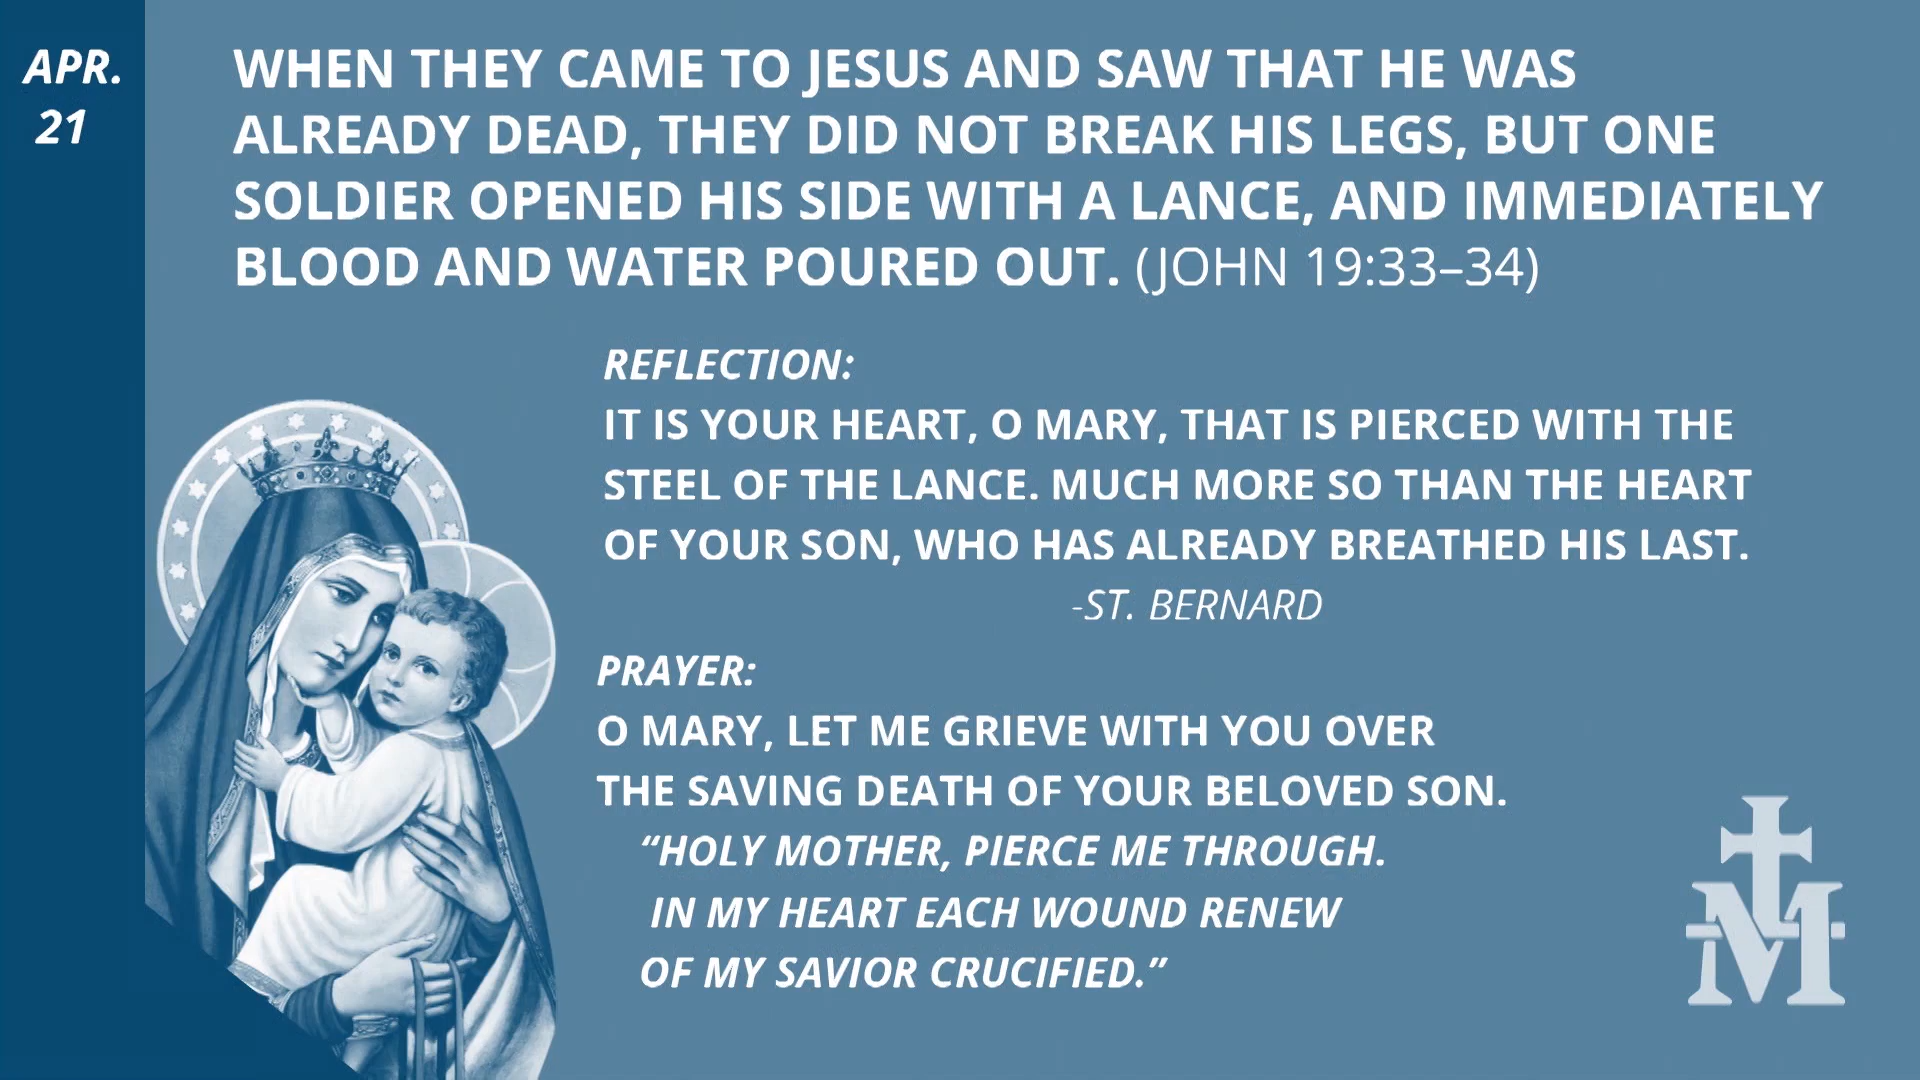 APR.
21
WHEN THEY CAME TO JESUS AND SAW THAT HE WAS
ALREADY DEAD, THEY DID NOT BREAK HIS LEGS, BUT ONE
SOLDIER OPENED HIS SIDE WITH A LANCE, AND IMMEDIATELY
BLOOD AND WATER POURED OUT. (JOHN 19:33–34)
REFLECTION:
IT IS YOUR HEART, O MARY, THAT IS PIERCED WITH THE
STEEL OF THE LANCE. MUCH MORE SO THAN THE HEART
OF YOUR SON, WHO HAS ALREADY BREATHED HIS LAST.
-ST. BERNARD
PRAYER:
O MARY, LET ME GRIEVE WITH YOU OVER
THE SAVING DEATH OF YOUR BELOVED SON.
“HOLY MOTHER, PIERCE ME THROUGH.
IN MY HEART EACH WOUND RENEW
OF MY SAVIOR CRUCIFIED.”